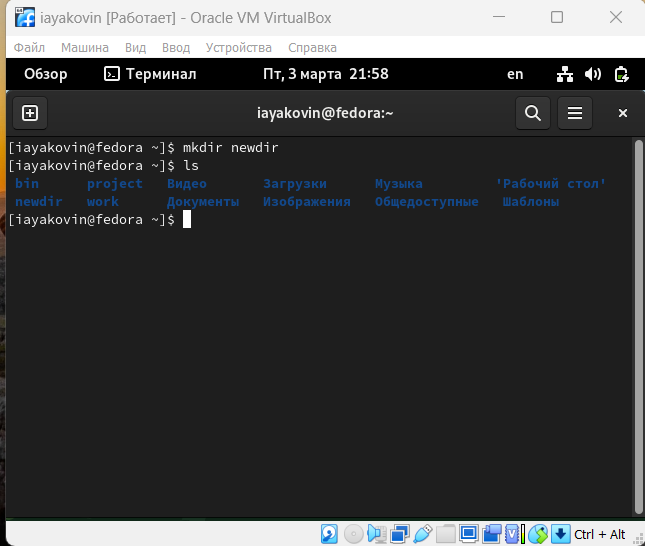 iayakovin [Работает] - Oracle VM VirtualBox
Файл Машина Вид Ввод Устройства Справка
Обзор Терминал Пт, 3 марта 21:58 en
iayakovin@fedora:~
[iayakovin@fedora ~]$ mkdir newdir
[iayakovin@fedora ~]$ ls
bin project Видео Загрузки Музыка 'Рабочий стол'
newdir work Документы Изображения Общедоступные Шаблоны
[iayakovin@fedora ~]$
Ctrl + Alt